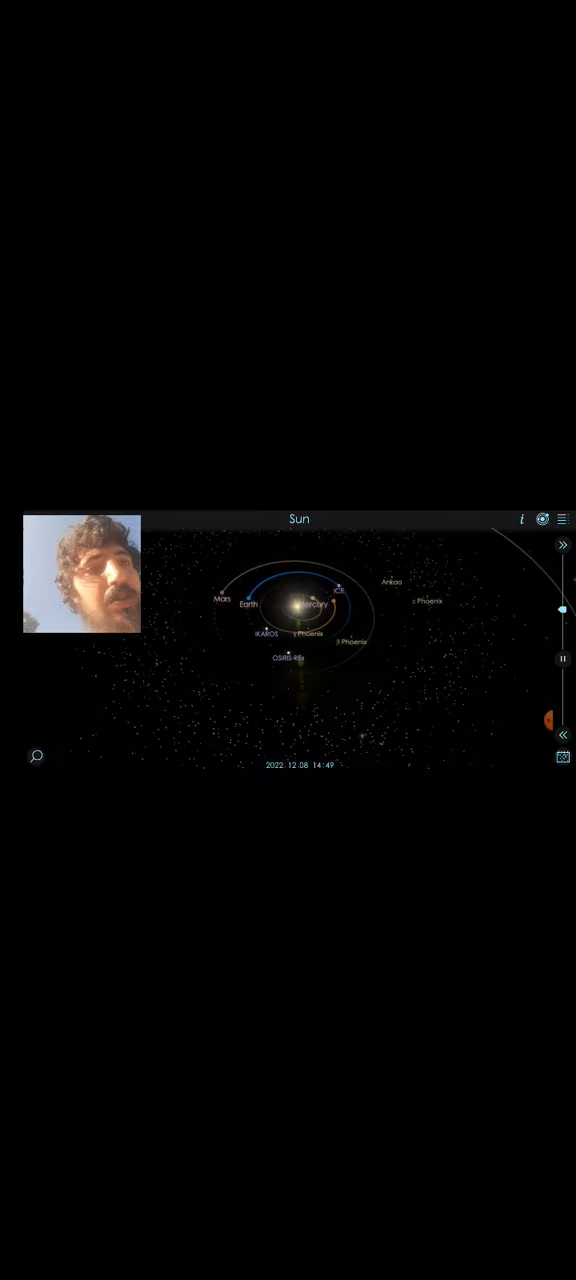 Sun
i
ICE
Ankaa
Mars
Earth
Mercury
Phoenix
IKAROS
γ Phoenix
β Phoenix
OSIRIS-REx
2022.12.08 14:49